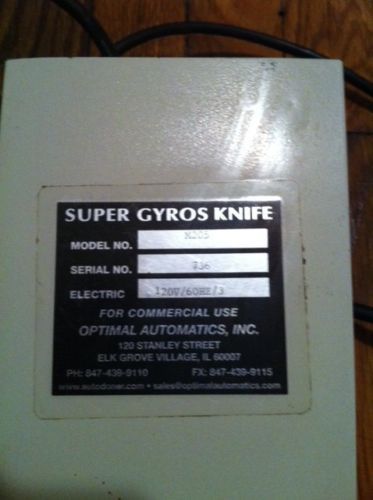 SUPER GYROS KNIFE
MODEL NO. M205
SERIAL NO. 736
ELECTRIC 120V/60HZ/3
FOR COMMERCIAL USE
OPTIMAL AUTOMATICS, INC.
120 STANLEY STREET
ELK GROVE VILLAGE, IL 60007
PH: 847-439-9110 FX: 847-439-9115
www.autodoner.com • sales@optimalautomatics.com